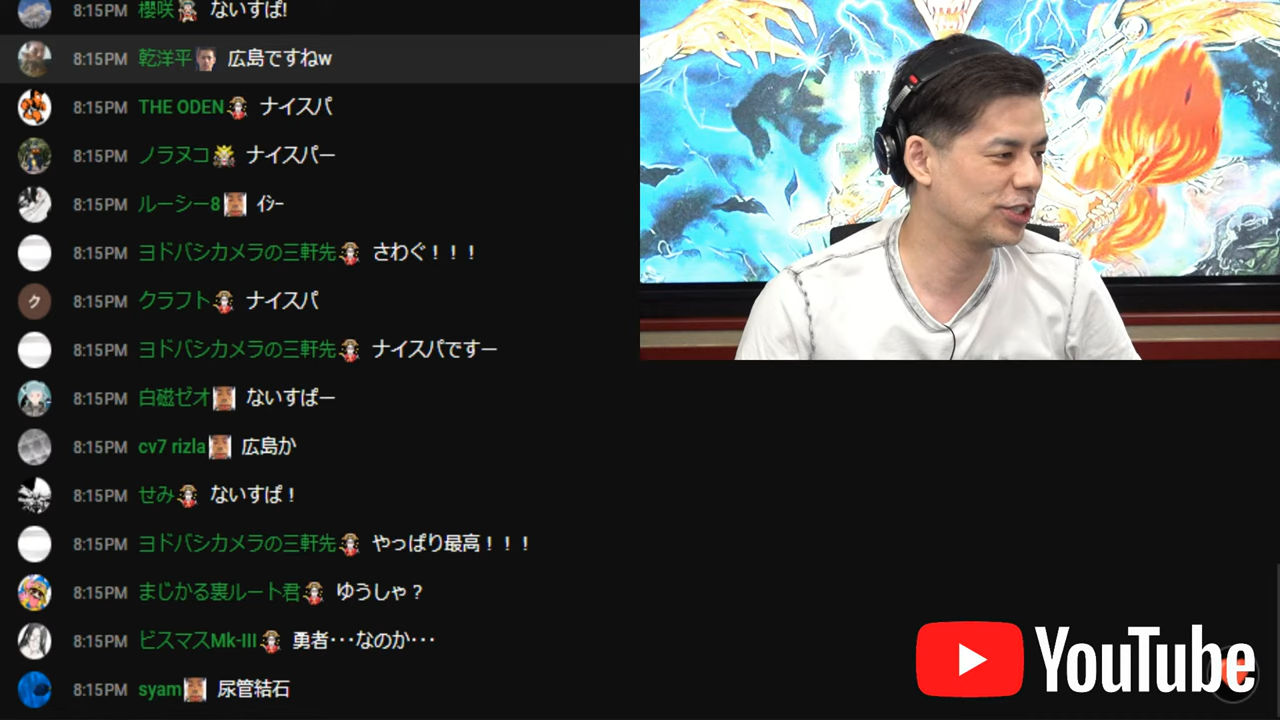 8:15PM 櫻咲 ないすぱ!
8:15PM 乾洋平 広島ですねw
8:15PM THE ODEN ナイスパ
8:15PM ノラヌコ ナイスパー
8:15PM ルーシー8 ｲｼｰ
8:15PM ヨドバシカメラの三軒先 さわぐ！！！
ク 8:15PM クラフト ナイスパ
8:15PM ヨドバシカメラの三軒先 ナイスパですー
8:15PM 白磁ゼオ ないすぱー
8:15PM cv7 rizla 広島か
8:15PM せみ ないすぱ！
8:15PM ヨドバシカメラの三軒先 やっぱり最高！！！
8:15PM まじかる裏ルート君 ゆうしゃ？
8:15PM ビスマスMk-III 勇者･･･なのか･･･
8:15PM syam 尿管結石
YouTube